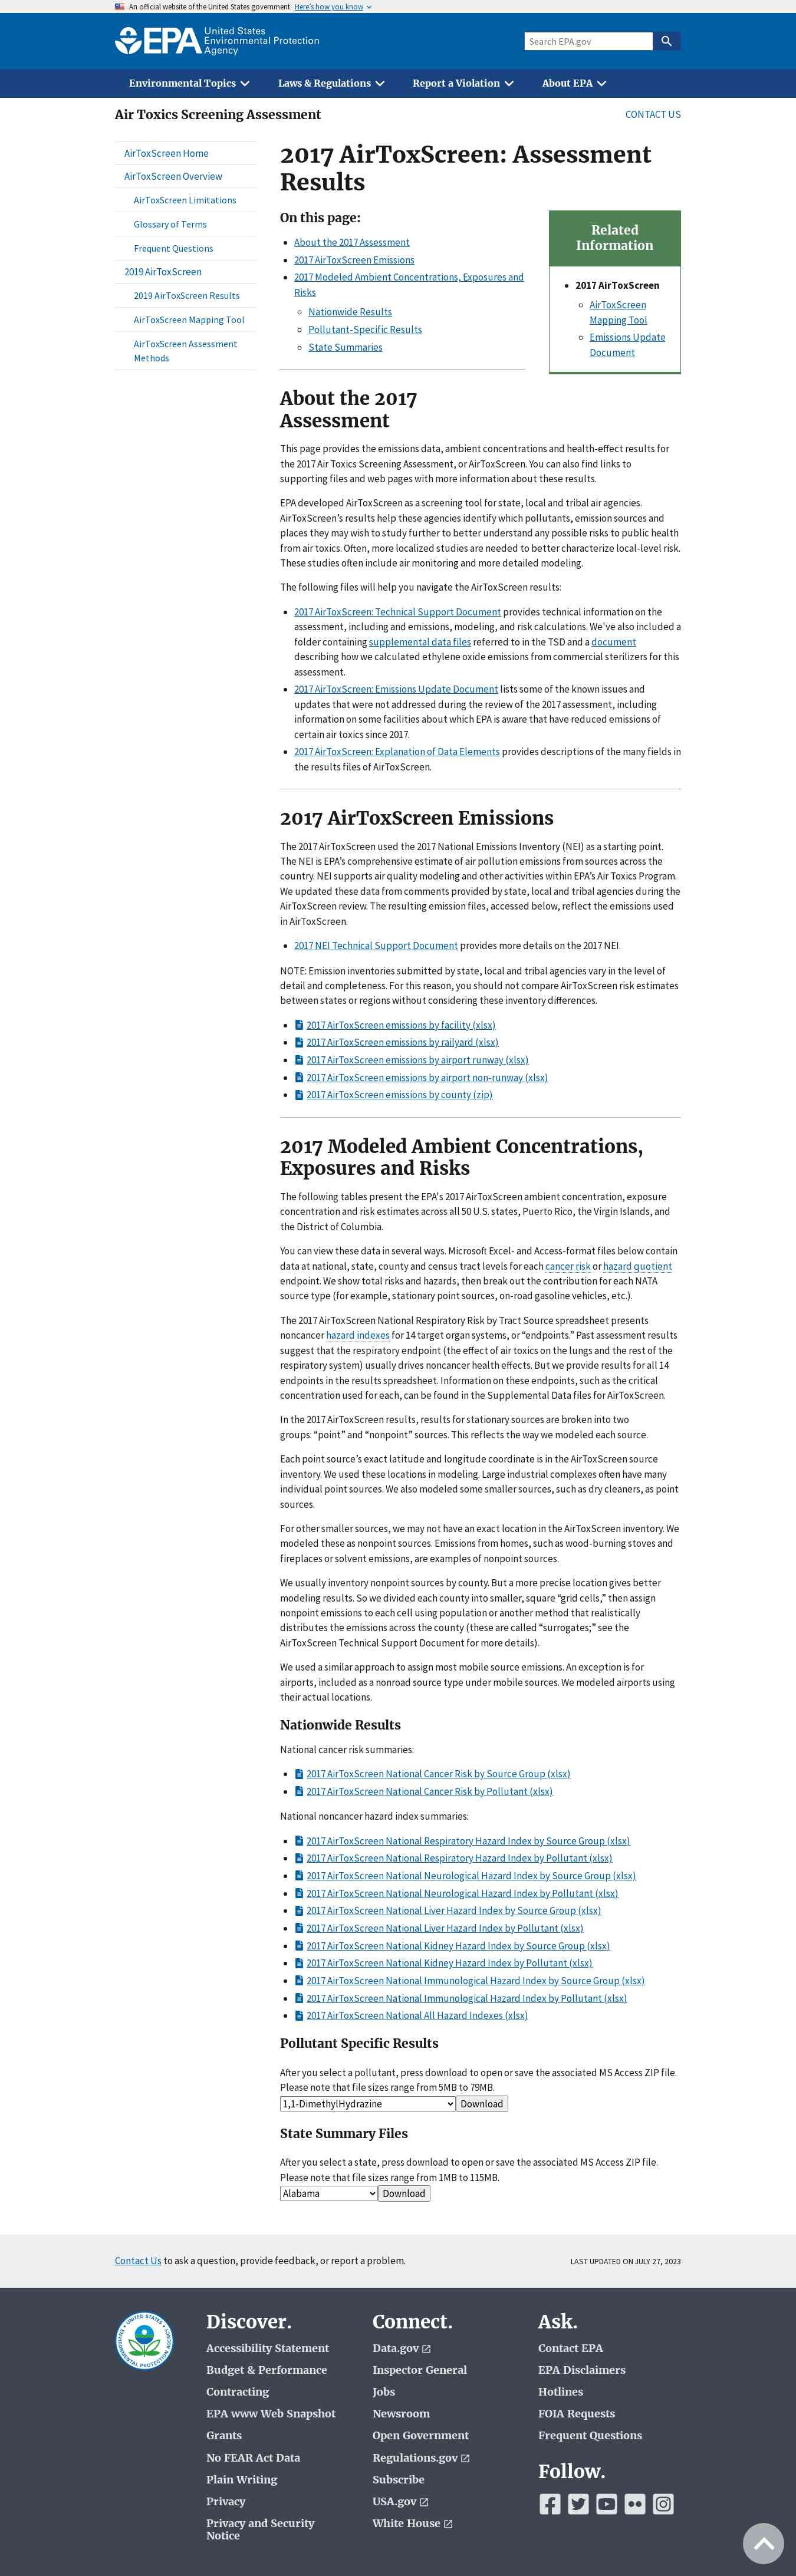 An official website of the United States government Here’s how you know
EPA United States
Environmental Protection
Agency
Search EPA.gov
Environmental Topics
Laws & Regulations
Report a Violation
About EPA
Air Toxics Screening Assessment
CONTACT US
AirToxScreen Home
AirToxScreen Overview
AirToxScreen Limitations
Glossary of Terms
Frequent Questions
2019 AirToxScreen
2019 AirToxScreen Results
AirToxScreen Mapping Tool
AirToxScreen Assessment
Methods
2017 AirToxScreen: Assessment
Results
On this page:
About the 2017 Assessment
2017 AirToxScreen Emissions
2017 Modeled Ambient Concentrations, Exposures and
Risks
Nationwide Results
Pollutant-Specific Results
State Summaries
Related
Information
2017 AirToxScreen
AirToxScreen
Mapping Tool
Emissions Update
Document
About the 2017
Assessment
This page provides the emissions data, ambient concentrations and health-effect results for
the 2017 Air Toxics Screening Assessment, or AirToxScreen. You can also find links to
supporting files and web pages with more information about these results.
EPA developed AirToxScreen as a screening tool for state, local and tribal air agencies.
AirToxScreen’s results help these agencies identify which pollutants, emission sources and
places they may wish to study further to better understand any possible risks to public health
from air toxics. Often, more localized studies are needed to better characterize local-level risk.
These studies often include air monitoring and more detailed modeling.
The following files will help you navigate the AirToxScreen results:
2017 AirToxScreen: Technical Support Document provides technical information on the
assessment, including and emissions, modeling, and risk calculations. We've also included a
folder containing supplemental data files referred to in the TSD and a document
describing how we calculated ethylene oxide emissions from commercial sterilizers for this
assessment.
2017 AirToxScreen: Emissions Update Document lists some of the known issues and
updates that were not addressed during the review of the 2017 assessment, including
information on some facilities about which EPA is aware that have reduced emissions of
certain air toxics since 2017.
2017 AirToxScreen: Explanation of Data Elements provides descriptions of the many fields in
the results files of AirToxScreen.
2017 AirToxScreen Emissions
The 2017 AirToxScreen used the 2017 National Emissions Inventory (NEI) as a starting point.
The NEI is EPA’s comprehensive estimate of air pollution emissions from sources across the
country. NEI supports air quality modeling and other activities within EPA’s Air Toxics Program.
We updated these data from comments provided by state, local and tribal agencies during the
AirToxScreen review. The resulting emission files, accessed below, reflect the emissions used
in AirToxScreen.
2017 NEI Technical Support Document provides more details on the 2017 NEI.
NOTE: Emission inventories submitted by state, local and tribal agencies vary in the level of
detail and completeness. For this reason, you should not compare AirToxScreen risk estimates
between states or regions without considering these inventory differences.
2017 AirToxScreen emissions by facility (xlsx)
2017 AirToxScreen emissions by railyard (xlsx)
2017 AirToxScreen emissions by airport runway (xlsx)
2017 AirToxScreen emissions by airport non-runway (xlsx)
2017 AirToxScreen emissions by county (zip)
2017 Modeled Ambient Concentrations,
Exposures and Risks
The following tables present the EPA's 2017 AirToxScreen ambient concentration, exposure
concentration and risk estimates across all 50 U.S. states, Puerto Rico, the Virgin Islands, and
the District of Columbia.
You can view these data in several ways. Microsoft Excel- and Access-format files below contain
data at national, state, county and census tract levels for each cancer risk or hazard quotient
endpoint. We show total risks and hazards, then break out the contribution for each NATA
source type (for example, stationary point sources, on-road gasoline vehicles, etc.).
The 2017 AirToxScreen National Respiratory Risk by Tract Source spreadsheet presents
noncancer hazard indexes for 14 target organ systems, or “endpoints.” Past assessment results
suggest that the respiratory endpoint (the effect of air toxics on the lungs and the rest of the
respiratory system) usually drives noncancer health effects. But we provide results for all 14
endpoints in the results spreadsheet. Information on these endpoints, such as the critical
concentration used for each, can be found in the Supplemental Data files for AirToxScreen.
In the 2017 AirToxScreen results, results for stationary sources are broken into two
groups: “point” and “nonpoint” sources. This reflects the way we modeled each source.
Each point source’s exact latitude and longitude coordinate is in the AirToxScreen source
inventory. We used these locations in modeling. Large industrial complexes often have many
individual point sources. We also modeled some smaller sources, such as dry cleaners, as point
sources.
For other smaller sources, we may not have an exact location in the AirToxScreen inventory. We
modeled these as nonpoint sources. Emissions from homes, such as wood-burning stoves and
fireplaces or solvent emissions, are examples of nonpoint sources.
We usually inventory nonpoint sources by county. But a more precise location gives better
modeling results. So we divided each county into smaller, square “grid cells,” then assign
nonpoint emissions to each cell using population or another method that realistically
distributes the emissions across the county (these are called “surrogates;” see the
AirToxScreen Technical Support Document for more details).
We used a similar approach to assign most mobile source emissions. An exception is for
airports, included as a nonroad source type under mobile sources. We modeled airports using
their actual locations.
Nationwide Results
National cancer risk summaries:
2017 AirToxScreen National Cancer Risk by Source Group (xlsx)
2017 AirToxScreen National Cancer Risk by Pollutant (xlsx)
National noncancer hazard index summaries:
2017 AirToxScreen National Respiratory Hazard Index by Source Group (xlsx)
2017 AirToxScreen National Respiratory Hazard Index by Pollutant (xlsx)
2017 AirToxScreen National Neurological Hazard Index by Source Group (xlsx)
2017 AirToxScreen National Neurological Hazard Index by Pollutant (xlsx)
2017 AirToxScreen National Liver Hazard Index by Source Group (xlsx)
2017 AirToxScreen National Liver Hazard Index by Pollutant (xlsx)
2017 AirToxScreen National Kidney Hazard Index by Source Group (xlsx)
2017 AirToxScreen National Kidney Hazard Index by Pollutant (xlsx)
2017 AirToxScreen National Immunological Hazard Index by Source Group (xlsx)
2017 AirToxScreen National Immunological Hazard Index by Pollutant (xlsx)
2017 AirToxScreen National All Hazard Indexes (xlsx)
Pollutant Specific Results
After you select a pollutant, press download to open or save the associated MS Access ZIP file.
Please note that file sizes range from 5MB to 79MB.
1,1-DimethylHydrazine Download
State Summary Files
After you select a state, press download to open or save the associated MS Access ZIP file.
Please note that file sizes range from 1MB to 115MB.
Alabama Download
Contact Us to ask a question, provide feedback, or report a problem.
LAST UPDATED ON JULY 27, 2023
UNITED STATES
ENVIRONMENTAL PROTECTION AGENCY
Discover.
Accessibility Statement
Budget & Performance
Contracting
EPA www Web Snapshot
Grants
No FEAR Act Data
Plain Writing
Privacy
Privacy and Security
Notice
Connect.
Data.gov
Inspector General
Jobs
Newsroom
Open Government
Regulations.gov
Subscribe
USA.gov
White House
Ask.
Contact EPA
EPA Disclaimers
Hotlines
FOIA Requests
Frequent Questions
Follow.